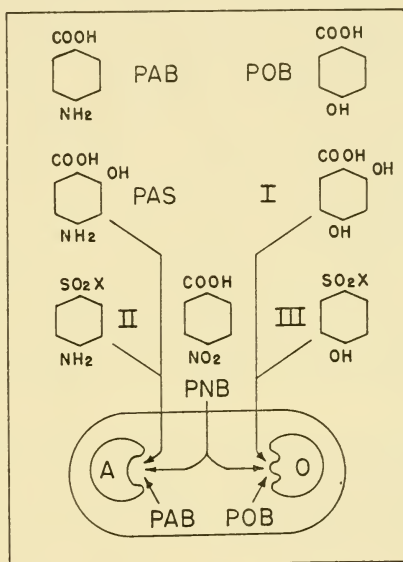 COOH
PAB
NH2
COOH
POB
OH
COOH
OH
PAS
NH2
COOH
OH
I
OH
SO2X
II
NH2
COOH
NO2
PNB
SO2X
III
OH
A
O
PAB
POB